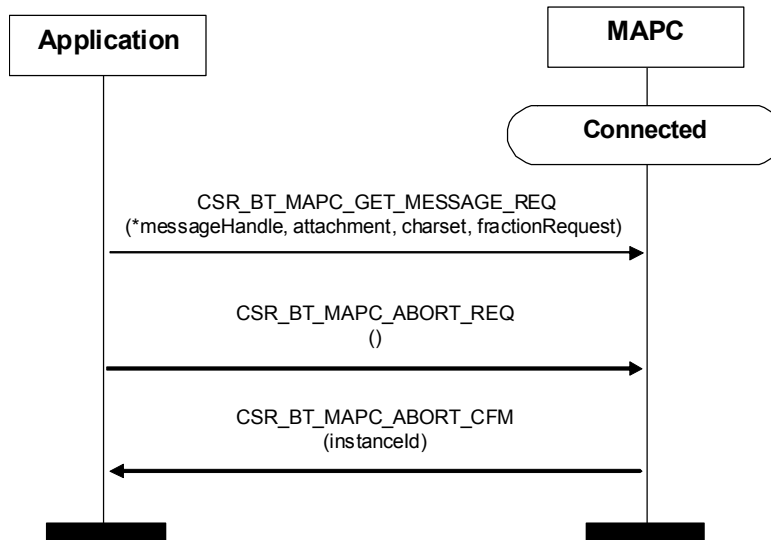 Application
MAPC
Connected
CSR_BT_MAPC_GET_MESSAGE_REQ
(*messageHandle, attachment, charset, fractionRequest)
CSR_BT_MAPC_ABORT_REQ
()
CSR_BT_MAPC_ABORT_CFM
(instanceId)